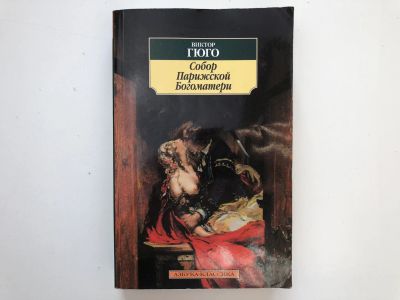 ВИКТОР
ГЮГО
Собор
Парижской
Богоматери
АЗБУКА-КЛАССИКА